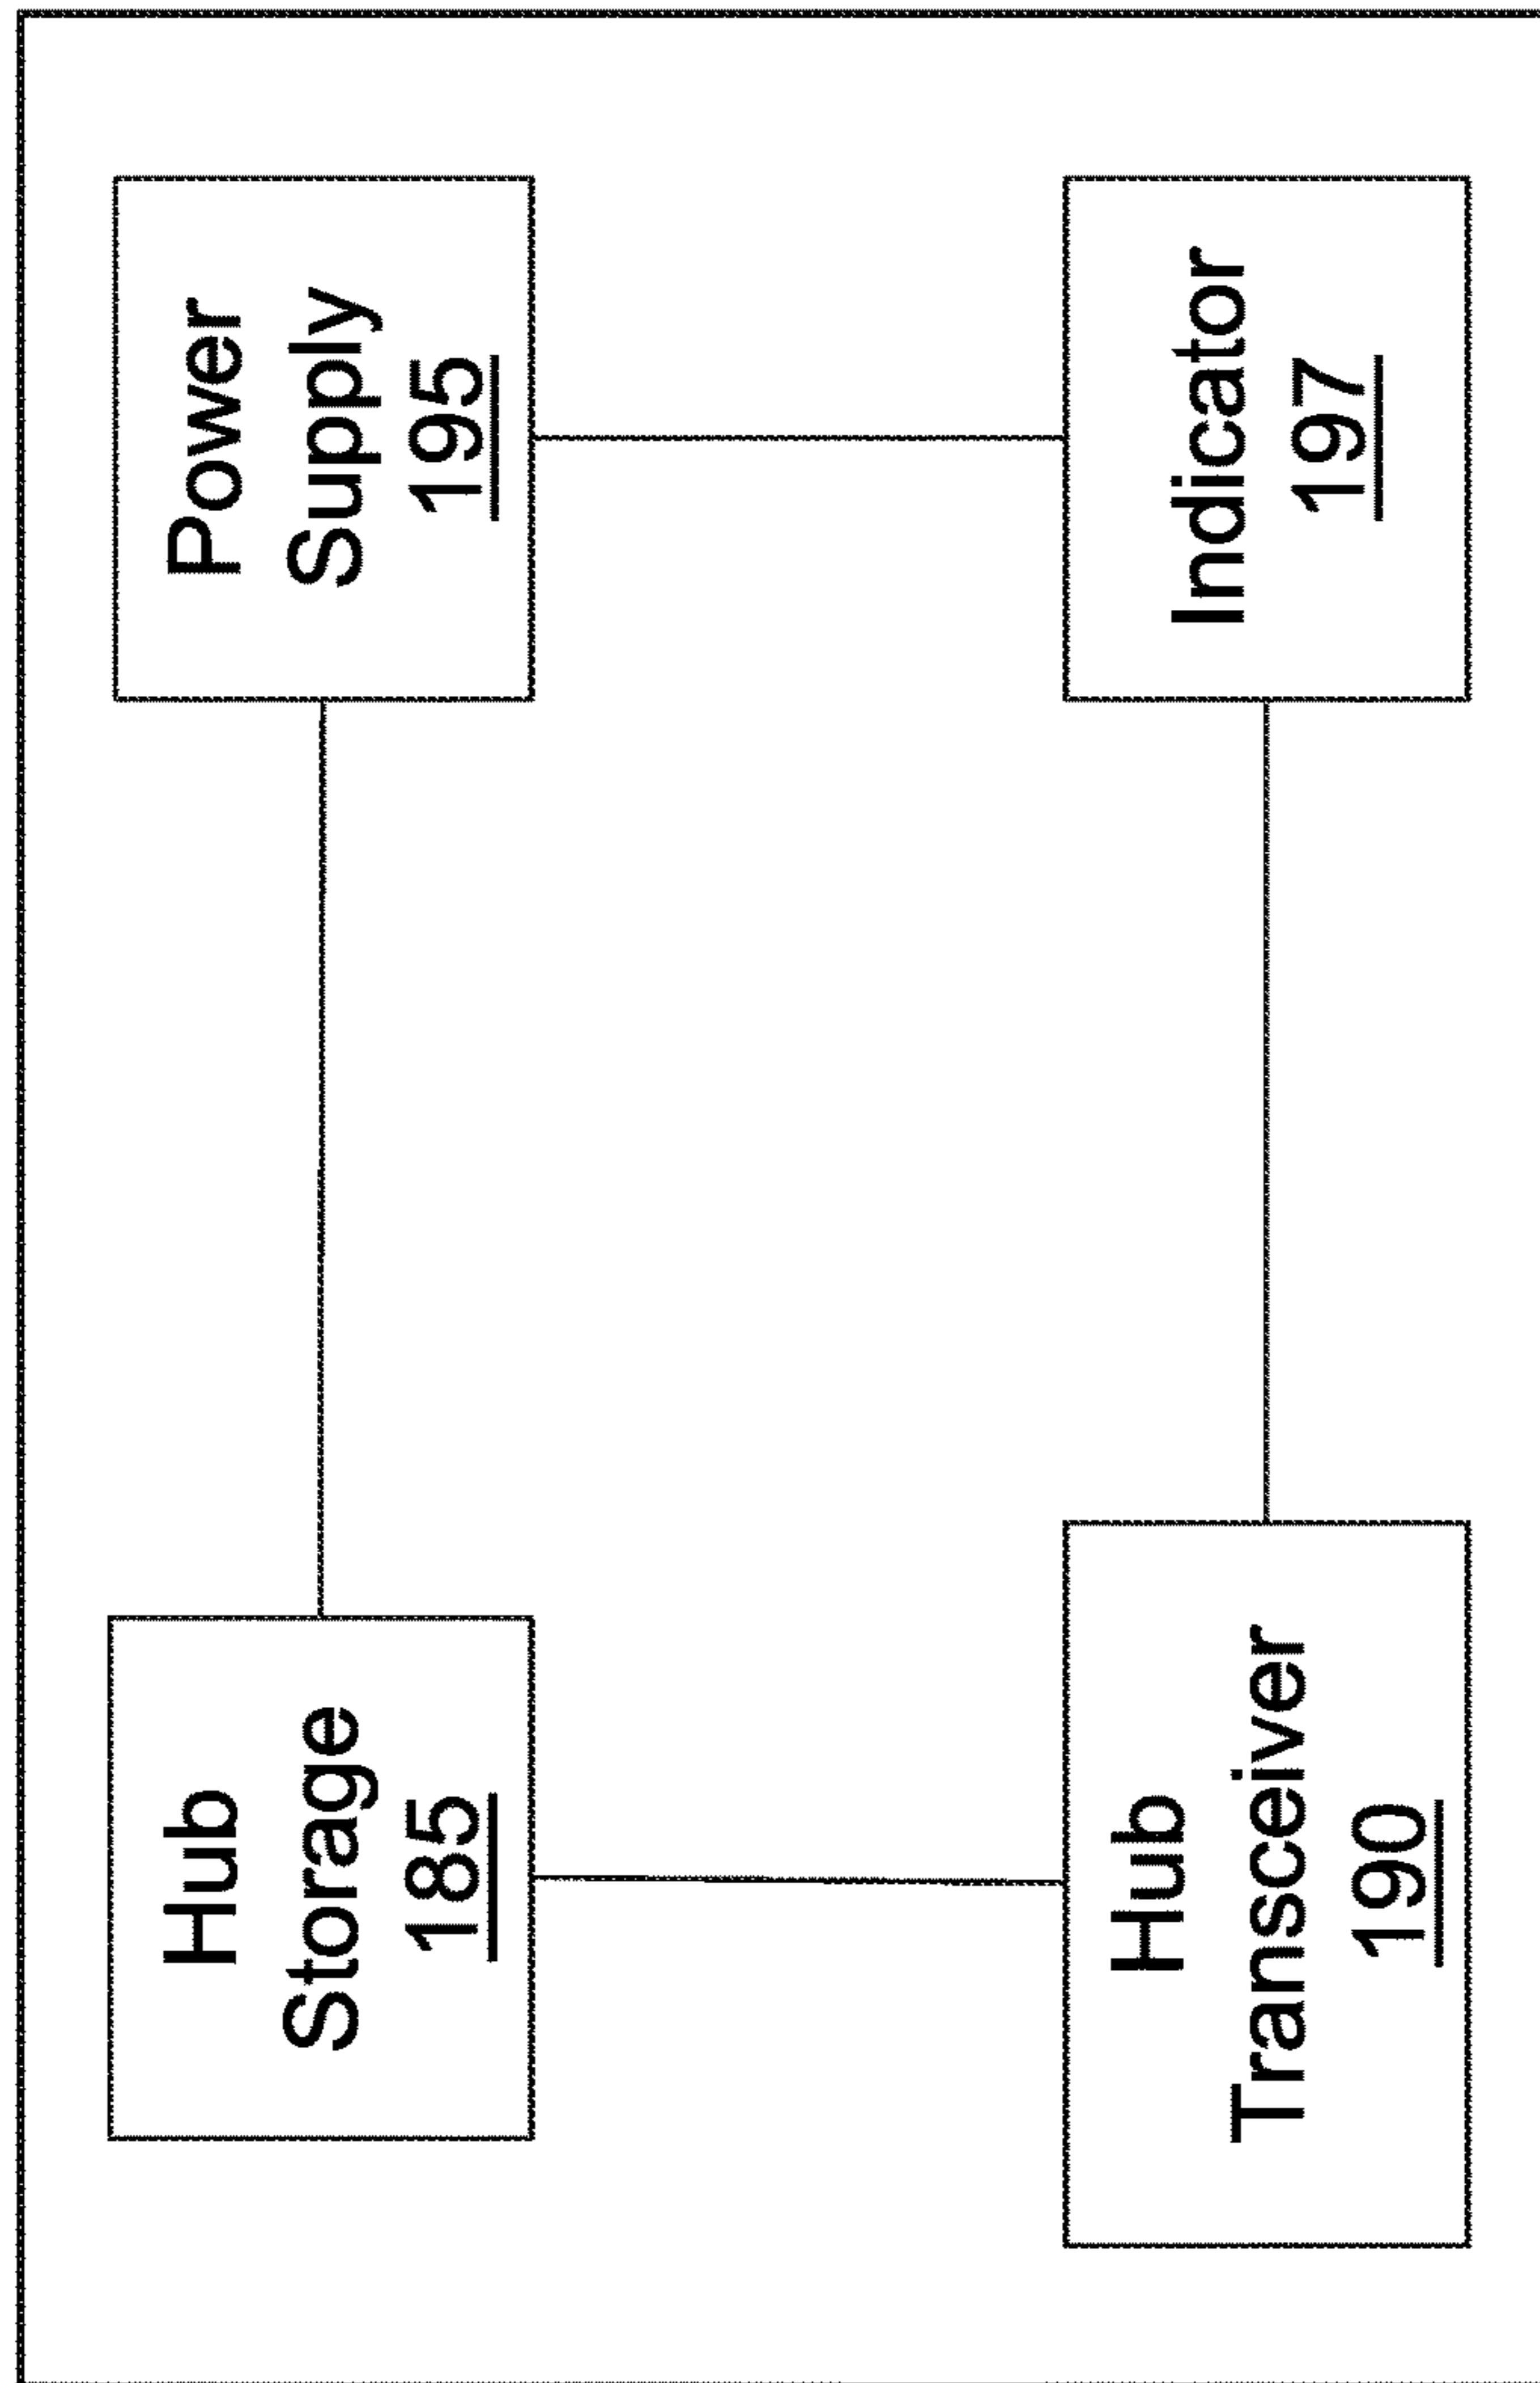 Hub
Storage
185
Power
Supply
195
Hub
Transceiver
190
Indicator
197